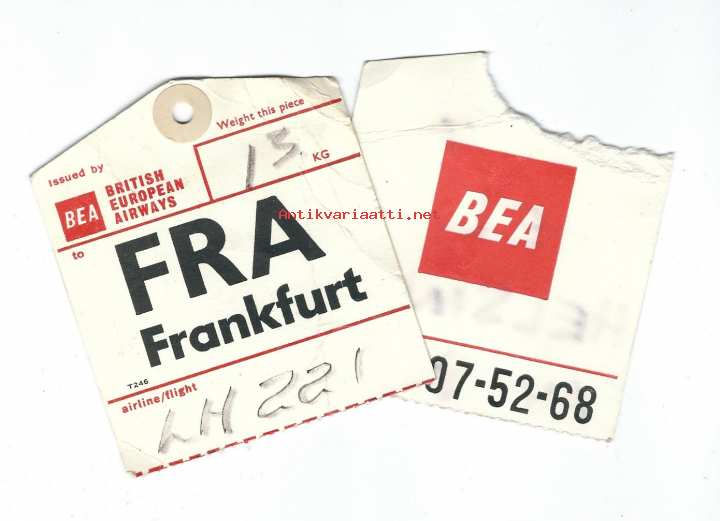 Weight this piece
15 KG
Issued by
BEA BRITISH
EUROPEAN
AIRWAYS
to
FRA
Frankfurt
T246
airline/flight
LH 221
Antikvariaatti.net
BEA
07-52-68